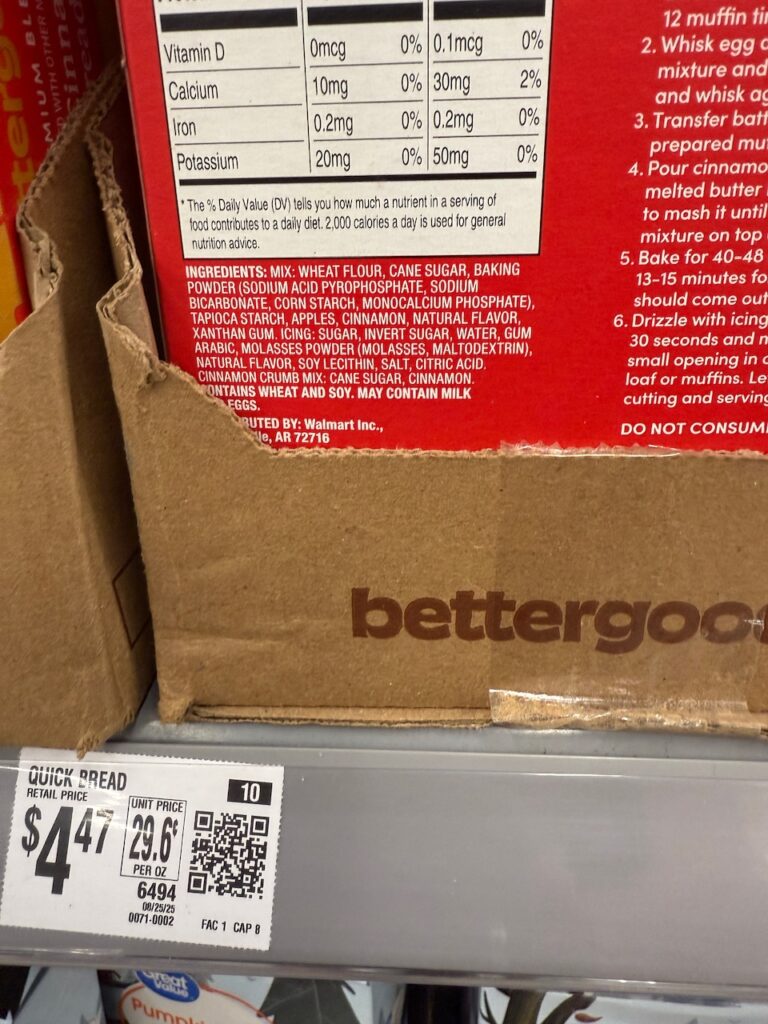 Vitamin D 0mcg 0% 0.1mcg 0%
Calcium 10mg 0% 30mg 2%
Iron 0.2mg 0% 0.2mg 0%
Potassium 20mg 0% 50mg 0%
* The % Daily Value (DV) tells you how much a nutrient in a serving of
food contributes to a daily diet. 2,000 calories a day is used for general
nutrition advice.
INGREDIENTS: MIX: WHEAT FLOUR, CANE SUGAR, BAKING
POWDER (SODIUM ACID PYROPHOSPHATE, SODIUM
BICARBONATE, CORN STARCH, MONOCALCIUM PHOSPHATE),
TAPIOCA STARCH, APPLES, CINNAMON, NATURAL FLAVOR,
XANTHAN GUM. ICING: SUGAR, INVERT SUGAR, WATER, GUM
ARABIC, MOLASSES POWDER (MOLASSES, MALTODEXTRIN),
NATURAL FLAVOR, SOY LECITHIN, SALT, CITRIC ACID.
CINNAMON CRUMB MIX: CANE SUGAR, CINNAMON.
ONTAINS WHEAT AND SOY. MAY CONTAIN MILK
EGGS.
UTED BY: Walmart Inc.,
le, AR 72716
12 muffin ti
2. Whisk egg
mixture and
and whisk ag
3. Transfer batt
prepared mu
4. Pour cinnamo
melted butter
to mash it until
mixture on top
5. Bake for 40-48
13-15 minutes fo
should come out
6. Drizzle with icing
30 seconds and m
small opening in
loaf or muffins. Le
cutting and serving
DO NOT CONSUM
bettergoo
QUICK BREAD
RETAIL PRICE
10
$4.47
UNIT PRICE
29.6¢
PER OZ
6494
08/25/25
0071-0002
FAC 1 CAP 8
Great
Value
Pumpk